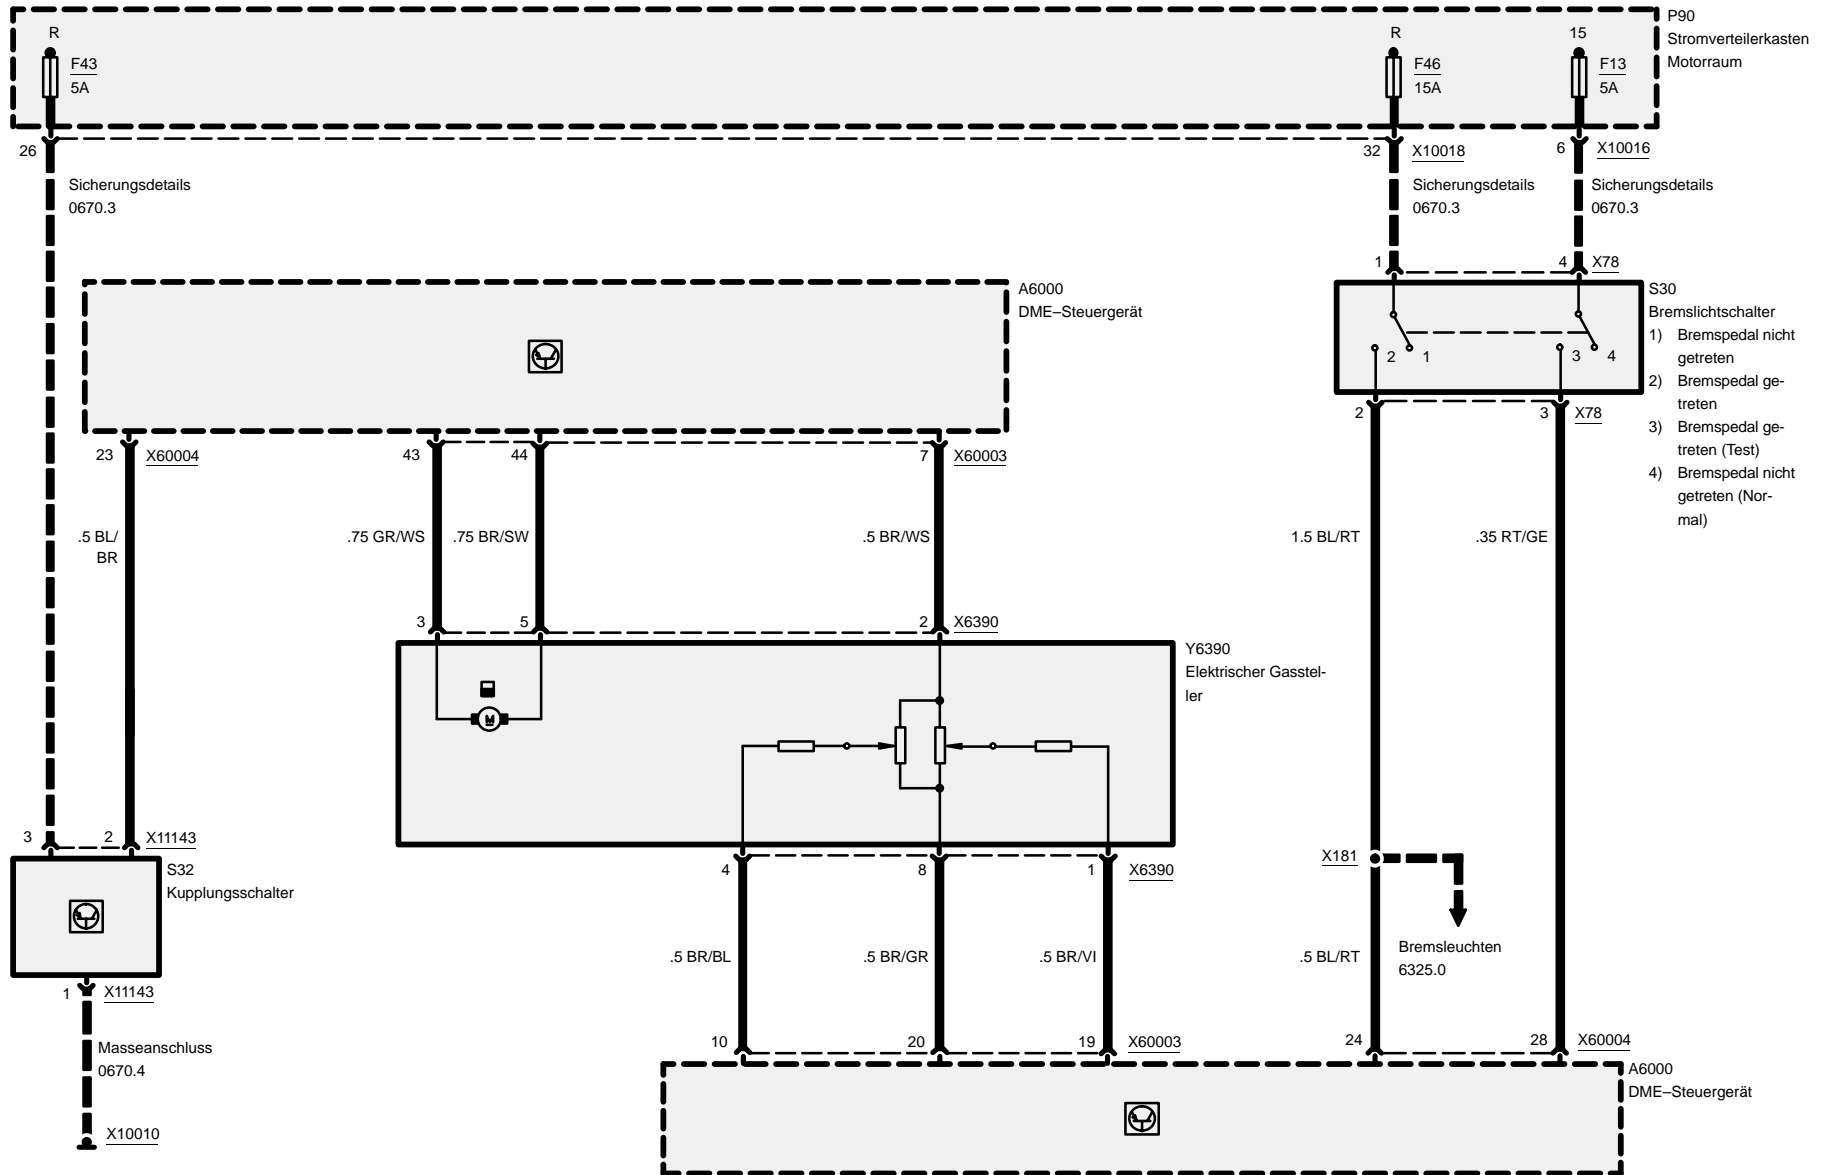 P90
Stromverteilerkasten
Motorraum
R
F43
5A
R
F46
15A
15
F13
5A
26
32
X10018
6
X10016
Sicherungsdetails
0670.3
Sicherungsdetails
0670.3
Sicherungsdetails
0670.3
1
4
X78
A6000
DME–Steuergerät
S30
Bremslichtschalter
1) Bremspedal nicht
getreten
2) Bremspedal ge-
treten
3) Bremspedal ge-
treten (Test)
4) Bremspedal nicht
getreten (Nor-
mal)
2
1
3
4
2
3
X78
23
X60004
43
44
7
X60003
.5 BL/
BR
.75 GR/WS
.75 BR/SW
.5 BR/WS
1.5 BL/RT
.35 RT/GE
3
5
2
X6390
Y6390
Elektrischer Gasstel-
ler
M
3
2
X11143
S32
Kupplungsschalter
4
8
1
X6390
X181
Bremsleuchten
6325.0
.5 BR/BL
.5 BR/GR
.5 BR/VI
.5 BL/RT
1
X11143
Masseanschluss
0670.4
X10010
10
20
19
X60003
24
28
X60004
A6000
DME–Steuergerät